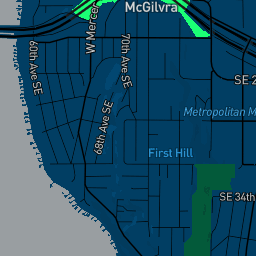 McGilvra
60th Ave SE
W Mercer
70th Ave SE
SE 2
Metropolitan M
68th Ave SE
First Hill
SE 34th